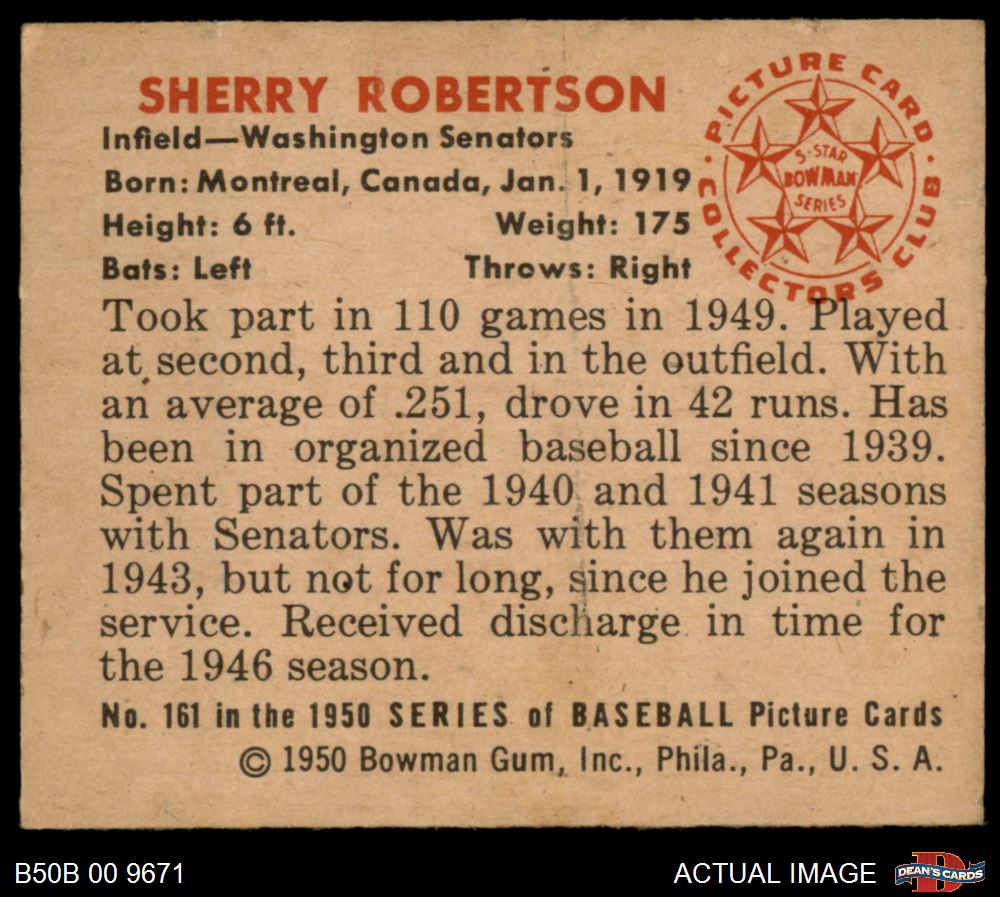 SHERRY ROBERTSON
Infield—Washington Senators
Born: Montreal, Canada, Jan. 1, 1919
Height: 6 ft. Weight: 175
Bats: Left Throws: Right
PICTURE CARD
COLLECTORS CLUB
5-STAR
BOWMAN
SERIES
Took part in 110 games in 1949. Played
at second, third and in the outfield. With
an average of .251, drove in 42 runs. Has
been in organized baseball since 1939.
Spent part of the 1940 and 1941 seasons
with Senators. Was with them again in
1943, but not for long, since he joined the
service. Received discharge in time for
the 1946 season.
No. 161 in the 1950 SERIES of BASEBALL Picture Cards
© 1950 Bowman Gum, Inc., Phila., Pa., U. S. A.
B50B 00 9671
ACTUAL IMAGE
D
DEAN'S CARDS